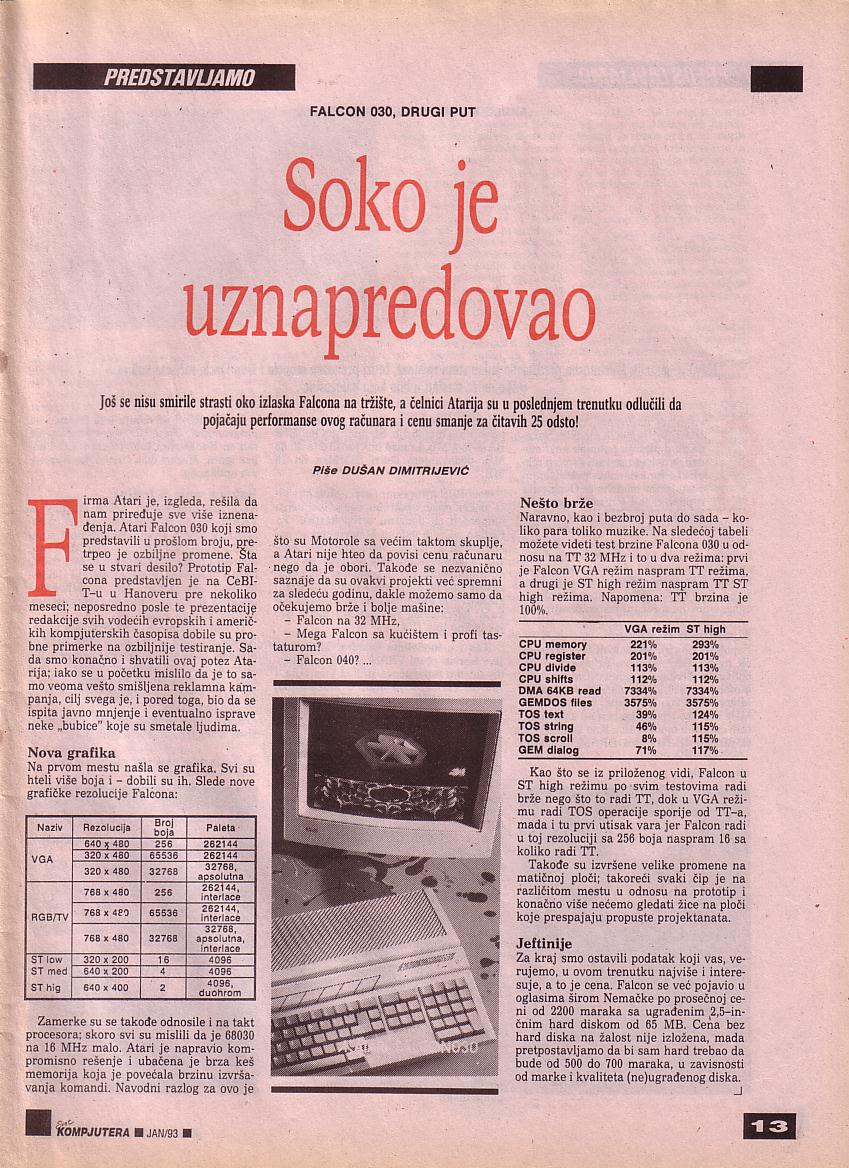 PREDSTAVLJAMO
FALCON 030, DRUGI PUT
Soko je
uznapredovao
Još se nisu smirile strasti oko izlaska Falcona na tržište, a čelnici Atarija su u poslednjem trenutku odlučili da
pojačaju performanse ovog računara i cenu smanje za čitavih 25 odsto!
Piše DUŠAN DIMITRIJEVIĆ
Firma Atari je, izgleda, rešila da
nam priređuje sve više iznena-
đenja. Atari Falcon 030 koji smo
predstavili u prošlom broju, pre-
trpeo je ozbiljne promene. Šta
se u stvari desilo? Prototip Fal-
cona predstavljen je na CeBI-
T-u u Hanoveru pre nekoliko
meseci; neposredno posle te prezentacije
redakcije svih vodećih evropskih i američ-
kih kompjuterskih časopisa dobile su pro-
bne primerke na ozbiljnije testiranje. Sa-
da smo konačno i shvatili ovaj potez Ata-
rija; iako se u početku mislilo da je to sa-
mo veoma vešto smišljena reklamna kam-
panja, cilj svega je, i pored toga, bio da se
ispita javno mnjenje i eventualno isprave
neke „bubice" koje su smetale ljudima.
Nova grafika
Na prvom mestu našla se grafika. Svi su
hteli više boja i – dobili su ih. Slede nove
grafičke rezolucije Falcona:
Naziv Rezolucija Broj boja Paleta
VGA 640 x 480 256 262144
320 x 480 65536 262144
320 x 480 32768 32768, apsolutna
RGB/TV 768 x 480 256 262144, interlace
768 x 480 65536 262144, interlace
768 x 480 32768 32768, apsolutna, interlace
ST low 320 x 200 16 4096
ST med 640 x 200 4 4096
ST hig 640 x 400 2 4096, duohrom
Zamerke su se takođe odnosile i na takt
procesora; skoro svi su mislili da je 68030
na 16 MHz malo. Atari je napravio kom-
promisno rešenje i ubačena je brza keš
memorija koja je povećala brzinu izvrša-
vanja komandi. Navodni razlog za ovo je
što su Motorole sa većim taktom skuplje,
a Atari nije hteo da povisi cenu računaru
nego da je obori. Takođe se nezvanično
saznaje da su ovakvi projekti već spremni
za sledeću godinu, dakle možemo samo da
očekujemo brže i bolje mašine:
– Falcon na 32 MHz,
– Mega Falcon sa kućištem i profi tas-
taturom?
– Falcon 040? ...
N030
Nešto brže
Naravno, kao i bezbroj puta do sada – ko-
liko para toliko muzike. Na sledećoj tabeli
možete videti test brzine Falcona 030 u od-
nosu na TT 32 MHz i to u dva režima: prvi
je Falcon VGA režim naspram TT režima,
a drugi je ST high režim naspram TT ST
high režima. Napomena: TT brzina je
100%.
VGA režim ST high
CPU memory 221% 293%
CPU register 201% 201%
CPU divide 113% 113%
CPU shifts 112% 112%
DMA 64KB read 7334% 7334%
GEMDOS files 3575% 3575%
TOS text 39% 124%
TOS string 46% 115%
TOS scroll 8% 115%
GEM dialog 71% 117%
Kao što se iz priloženog vidi, Falcon u
ST high režimu po svim testovima radi
brže nego što to radi TT, dok u VGA reži-
mu radi TOS operacije sporije od TT–a,
mada i tu prvi utisak vara jer Falcon radi
u toj rezoluciji sa 256 boja naspram 16 sa
koliko radi TT.
Takođe su izvršene velike promene na
matičnoj ploči; takoreći svaki čip je na
različitom mestu u odnosu na prototip i
konačno više nećemo gledati žice na ploči
koje prespajaju propuste projektanata.
Jeftinije
Za kraj smo ostavili podatak koji vas, ve-
rujemo, u ovom trenutku najviše i intere-
suje, a to je cena. Falcon se već pojavio u
oglasima širom Nemačke po prosečnoj ce-
ni od 2200 maraka sa ugrađenim 2,5–in-
čnim hard diskom od 65 MB. Cena bez
hard diska na žalost nije izložena, mada
pretpostavljamo da bi sam hard trebao da
bude od 500 do 700 maraka, u zavisnosti
od marke i kvaliteta (ne)ugrađenog diska.
Svet KOMPJUTERA JAN/93
13